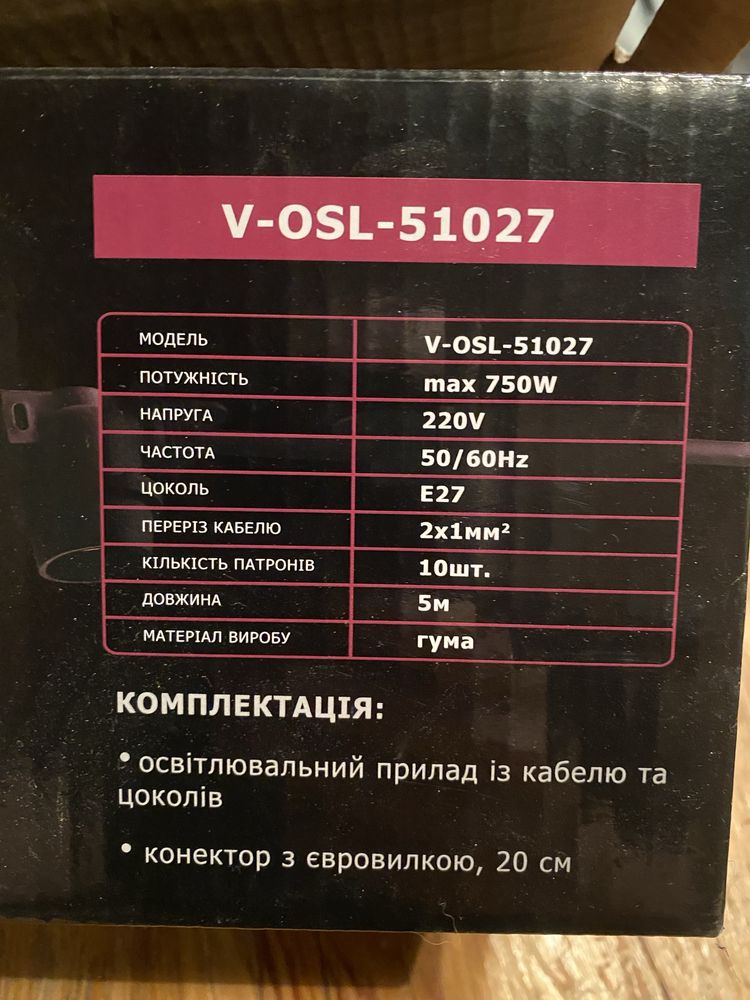 V-OSL-51027
МОДЕЛЬ V-OSL-51027
ПОТУЖНІСТЬ max 750W
НАПРУГА 220V
ЧАСТОТА 50/60Hz
ЦОКОЛЬ E27
ПЕРЕРІЗ КАБЕЛЮ 2x1мм²
КІЛЬКІСТЬ ПАТРОНІВ 10шт.
ДОВЖИНА 5м
МАТЕРІАЛ ВИРОБУ гума
КОМПЛЕКТАЦІЯ:
• освітлювальний прилад із кабелю та
цоколів
• конектор з євровилкою, 20 см